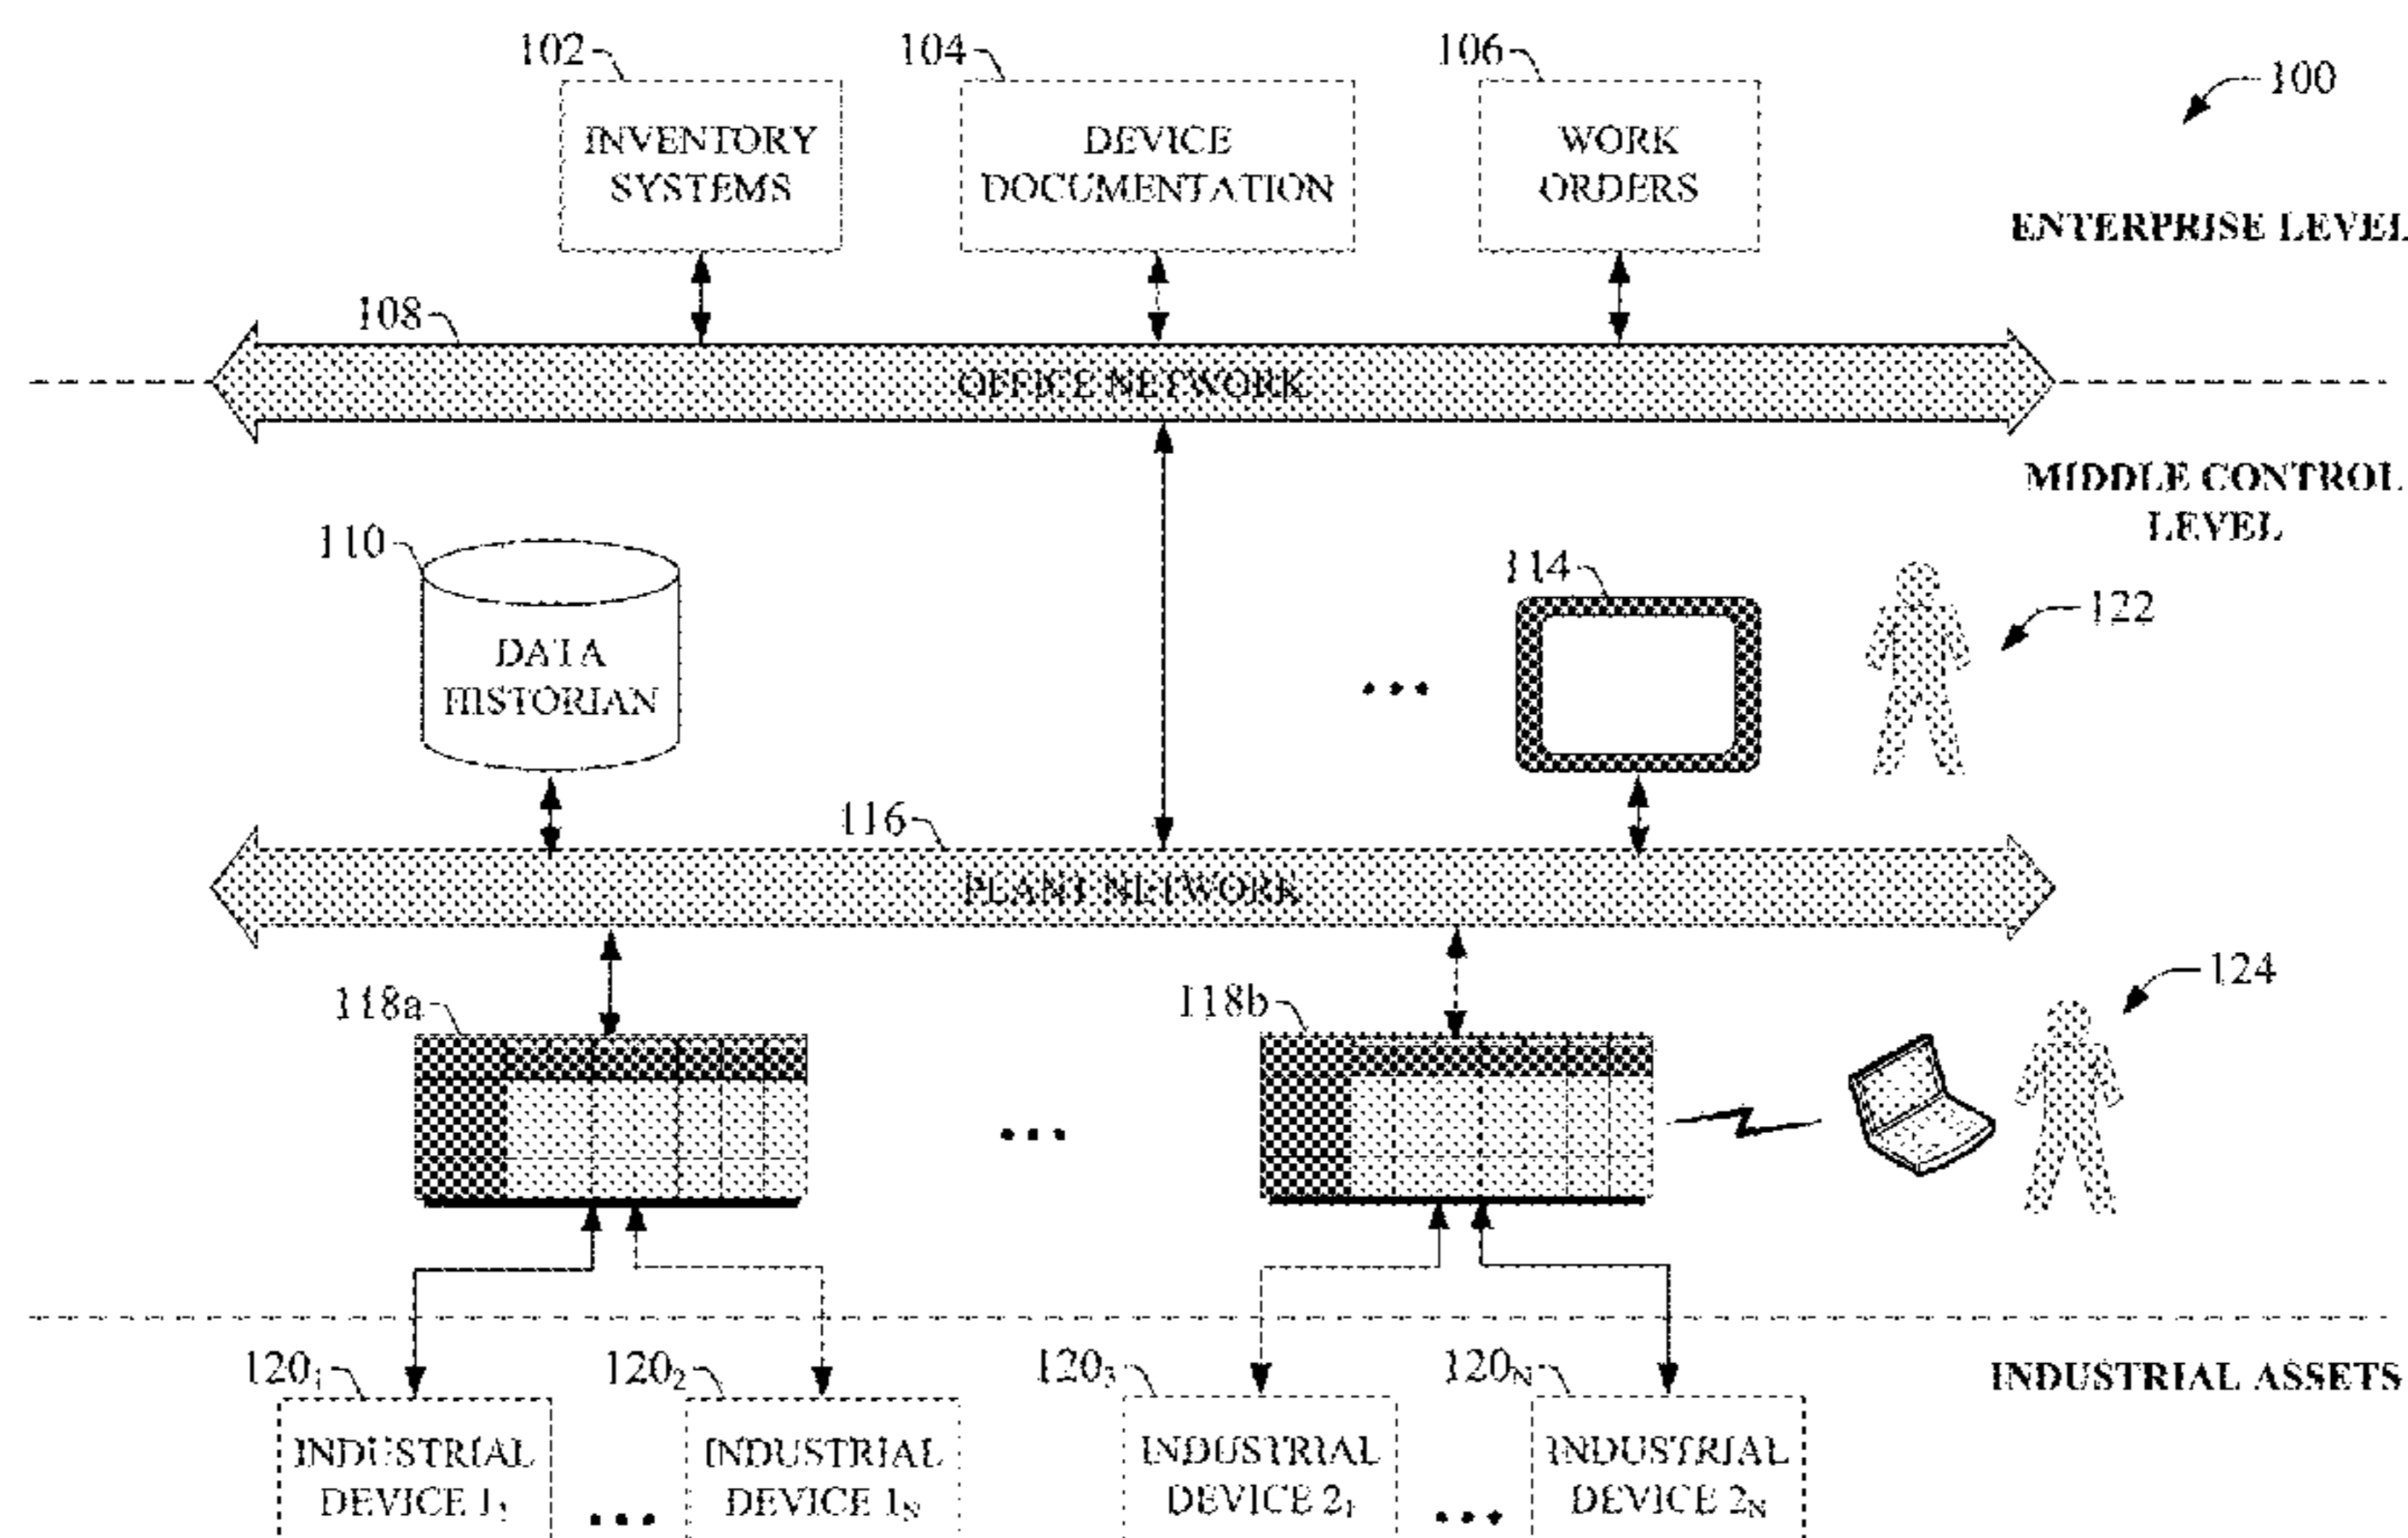 102
104
106
100
INVENTORY
SYSTEMS
DEVICE
DOCUMENTATION
WORK
ORDERS
ENTERPRISE LEVEL
108
OFFICE NETWORK
MIDDLE CONTROL
LEVEL
110
DATA
HISTORIAN
114
122
116
PLANT NETWORK
118a
118b
124
120₁
120₂
120₃
120N
INDUSTRIAL ASSETS
INDUSTRIAL
DEVICE 1₁
INDUSTRIAL
DEVICE 1N
INDUSTRIAL
DEVICE 2₁
INDUSTRIAL
DEVICE 2N